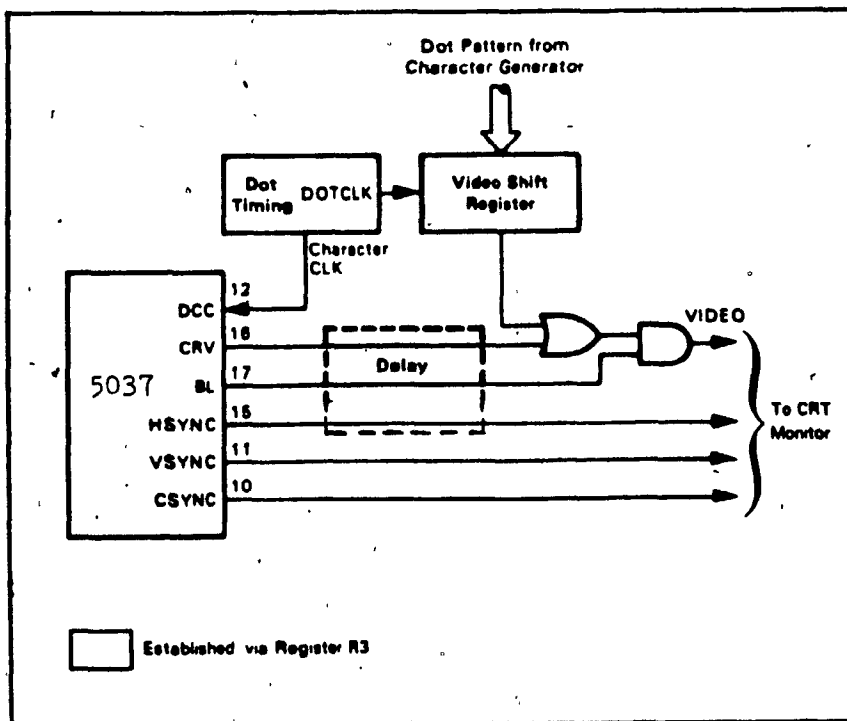 Dot Pattern from
Character Generator
Dot
Timing
DOTCLK
Video Shift
Register
Character
CLK
12
DCC
16
CRV
17
BL
5037
15
HSYNC
11
VSYNC
10
CSYNC
Delay
VIDEO
To CRT
Monitor
Established via Register R3